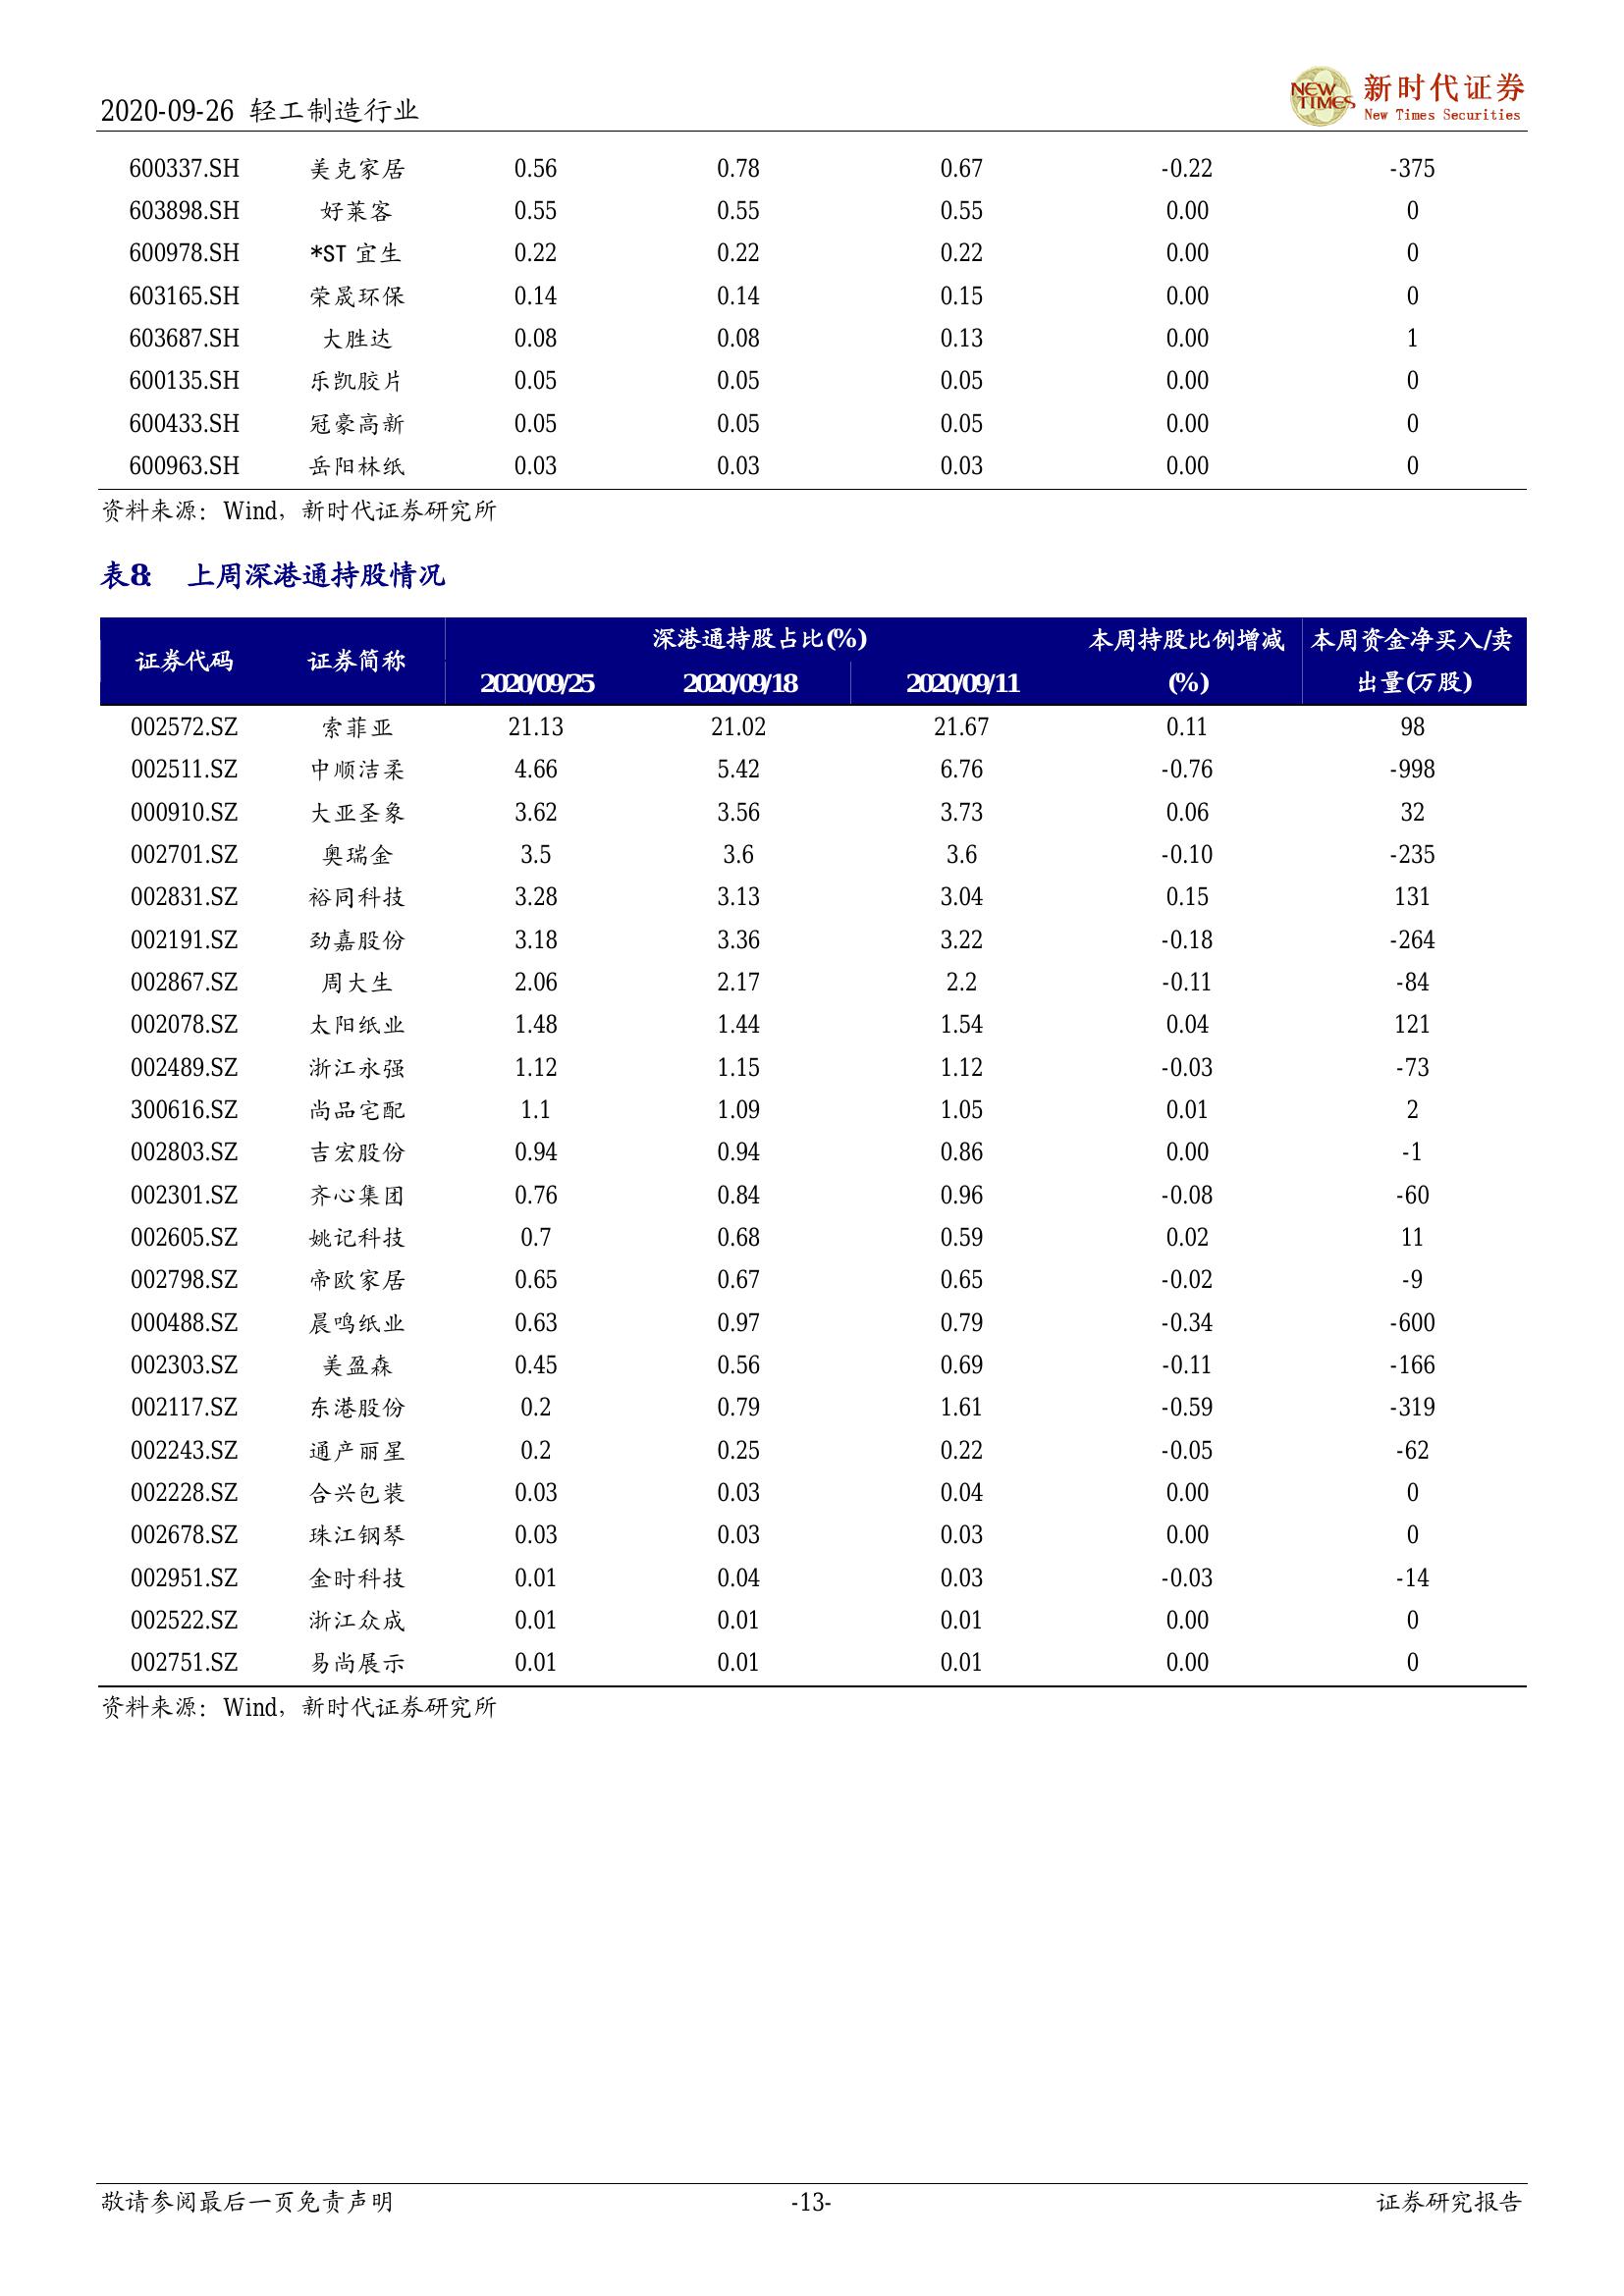 2020-09-26 轻工制造行业
NEW TIMES 新时代证券
New Times Securities
600337.SH 美克家居 0.56 0.78 0.67 -0.22 -375
603898.SH 好莱客 0.55 0.55 0.55 0.00 0
600978.SH *ST 宜生 0.22 0.22 0.22 0.00 0
603165.SH 荣晟环保 0.14 0.14 0.15 0.00 0
603687.SH 大胜达 0.08 0.08 0.13 0.00 1
600135.SH 乐凯胶片 0.05 0.05 0.05 0.00 0
600433.SH 冠豪高新 0.05 0.05 0.05 0.00 0
600963.SH 岳阳林纸 0.03 0.03 0.03 0.00 0
资料来源：Wind，新时代证券研究所
表8: 上周深港通持股情况
证券代码 证券简称 深港通持股占比(%) 本周持股比例增减 本周资金净买入/卖
2020/09/25 2020/09/18 2020/09/11 (%) 出量(万股)
002572.SZ 索菲亚 21.13 21.02 21.67 0.11 98
002511.SZ 中顺洁柔 4.66 5.42 6.76 -0.76 -998
000910.SZ 大亚圣象 3.62 3.56 3.73 0.06 32
002701.SZ 奥瑞金 3.5 3.6 3.6 -0.10 -235
002831.SZ 裕同科技 3.28 3.13 3.04 0.15 131
002191.SZ 劲嘉股份 3.18 3.36 3.22 -0.18 -264
002867.SZ 周大生 2.06 2.17 2.2 -0.11 -84
002078.SZ 太阳纸业 1.48 1.44 1.54 0.04 121
002489.SZ 浙江永强 1.12 1.15 1.12 -0.03 -73
300616.SZ 尚品宅配 1.1 1.09 1.05 0.01 2
002803.SZ 吉宏股份 0.94 0.94 0.86 0.00 -1
002301.SZ 齐心集团 0.76 0.84 0.96 -0.08 -60
002605.SZ 姚记科技 0.7 0.68 0.59 0.02 11
002798.SZ 帝欧家居 0.65 0.67 0.65 -0.02 -9
000488.SZ 晨鸣纸业 0.63 0.97 0.79 -0.34 -600
002303.SZ 美盈森 0.45 0.56 0.69 -0.11 -166
002117.SZ 东港股份 0.2 0.79 1.61 -0.59 -319
002243.SZ 通产丽星 0.2 0.25 0.22 -0.05 -62
002228.SZ 合兴包装 0.03 0.03 0.04 0.00 0
002678.SZ 珠江钢琴 0.03 0.03 0.03 0.00 0
002951.SZ 金时科技 0.01 0.04 0.03 -0.03 -14
002522.SZ 浙江众成 0.01 0.01 0.01 0.00 0
002751.SZ 易尚展示 0.01 0.01 0.01 0.00 0
资料来源：Wind，新时代证券研究所
敬请参阅最后一页免责声明 -13- 证券研究报告